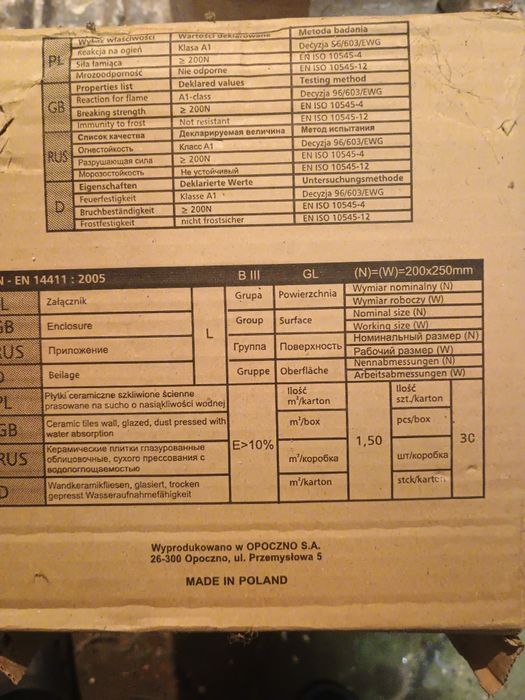 PL
Wykaz właściwości Wartości deklarowane Metoda badania
Reakcja na ogień Klasa A1 Decyzja 96/603/EWG
Siła łamiąca ≥ 200N EN ISO 10545-4
Mrozoodporność Nie odporne EN ISO 10545-12
GB
Properties list Deklared values Testing method
Reaction for flame A1-class Decyzja 96/603/EWG
Breaking strength ≥ 200N EN ISO 10545-4
Immunity to frost Not resistant EN ISO 10545-12
RUS
Список качества Декларируемая величина Метод испытания
Огнестойкость Класс A1 Decyzja 96/603/EWG
Разрушающая сила ≥ 200N EN ISO 10545-4
Морозостойкость Не устойчивый EN ISO 10545-12
D
Eigenschaften Deklarierte Werte Untersuchungsmethode
Feuerfestigkeit Klasse A1 Decyzja 96/603/EWG
Bruchbeständigkeit ≥ 200N EN ISO 10545-4
Frostfestigkeit nicht frostsicher EN ISO 10545-12
N - EN 14411 : 2005 B III GL (N)=(W)=200x250mm
L Załącznik L Grupa Powierzchnia Wymiar nominalny (N)
Wymiar roboczy (W)
GB Enclosure Group Surface Nominal size (N)
Working size (W)
RUS Приложение Группа Поверхность Номинальный размер (N)
Рабочий размер (W)
D Beilage Gruppe Oberfläche Nennabmessungen (N)
Arbeitsabmessungen (W)
PL Płytki ceramiczne szkliwione ścienne
prasowane na sucho o nasiąkliwości wodnej
E>10%
Ilość
m²/karton
1,50
Ilość
szt./karton
30
GB Ceramic tiles wall, glazed, dust pressed with
water absorption
m²/box
pcs/box
RUS Керамические плитки глазурованные
облицовочные, сухого прессования с
водопоглощаемостью
m²/коробка
шт/коробка
D Wandkeramikfliesen, glasiert, trocken
gepresst Wasseraufnahmefähigkeit
m²/karton
stck/karton
Wyprodukowano w OPOCZNO S.A.
26-300 Opoczno, ul. Przemysłowa 5
MADE IN POLAND